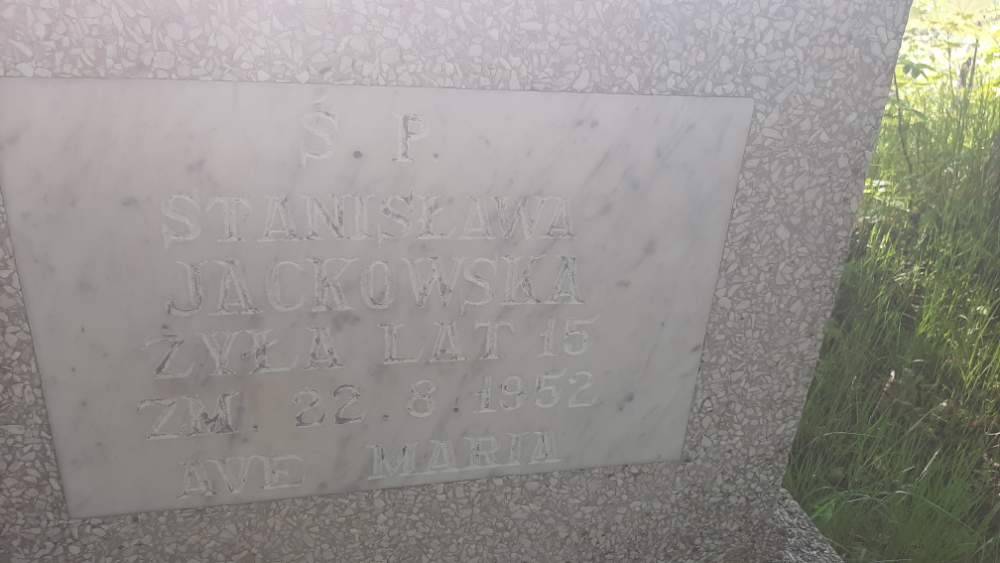 Ś. P.
STANISŁAWA
JACKOWSKA
ŻYŁA LAT 15
ZM. 22.8.1952
AVE MARIA